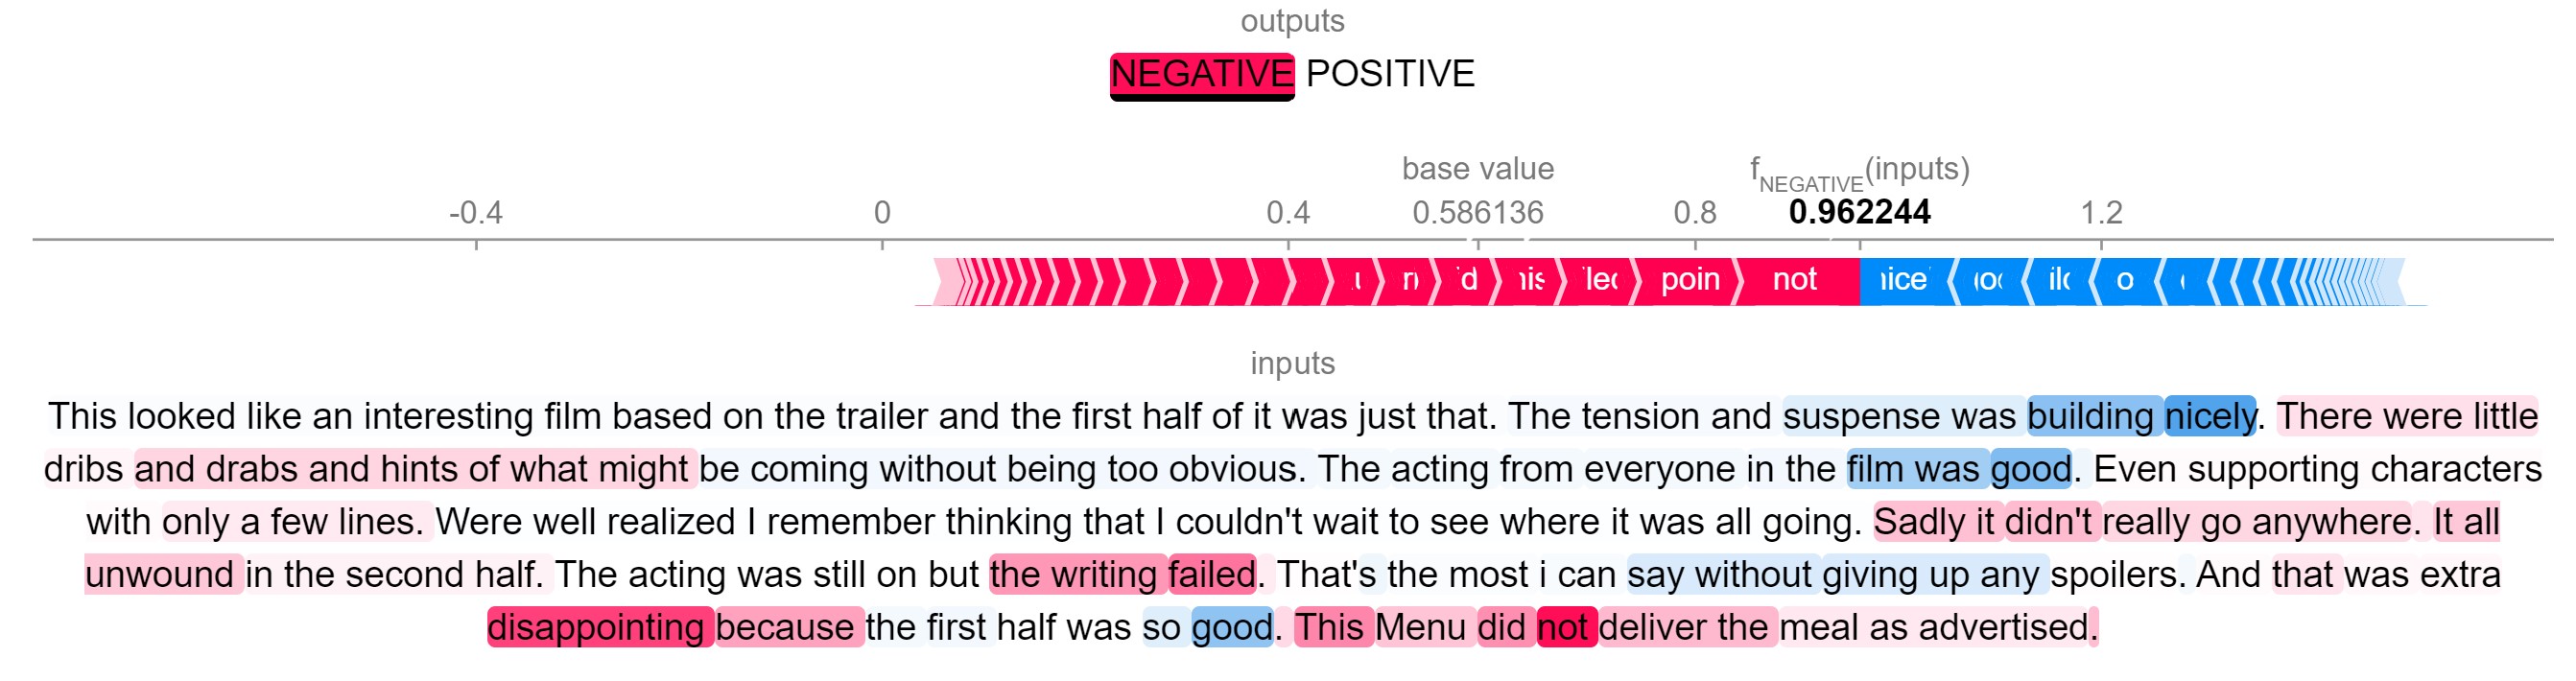 outputs
NEGATIVE POSITIVE
base value
fNEGATIVE(inputs)
-0.4 0 0.4 0.586136 0.8 0.962244 1.2
poin not
inputs
This looked like an interesting film based on the trailer and the first half of it was just that. The tension and suspense was building nicely. There were little
dribs and drabs and hints of what might be coming without being too obvious. The acting from everyone in the film was good. Even supporting characters
with only a few lines. Were well realized I remember thinking that I couldn't wait to see where it was all going. Sadly it didn't really go anywhere. It all
unwound in the second half. The acting was still on but the writing failed. That's the most i can say without giving up any spoilers. And that was extra
disappointing because the first half was so good. This Menu did not deliver the meal as advertised.